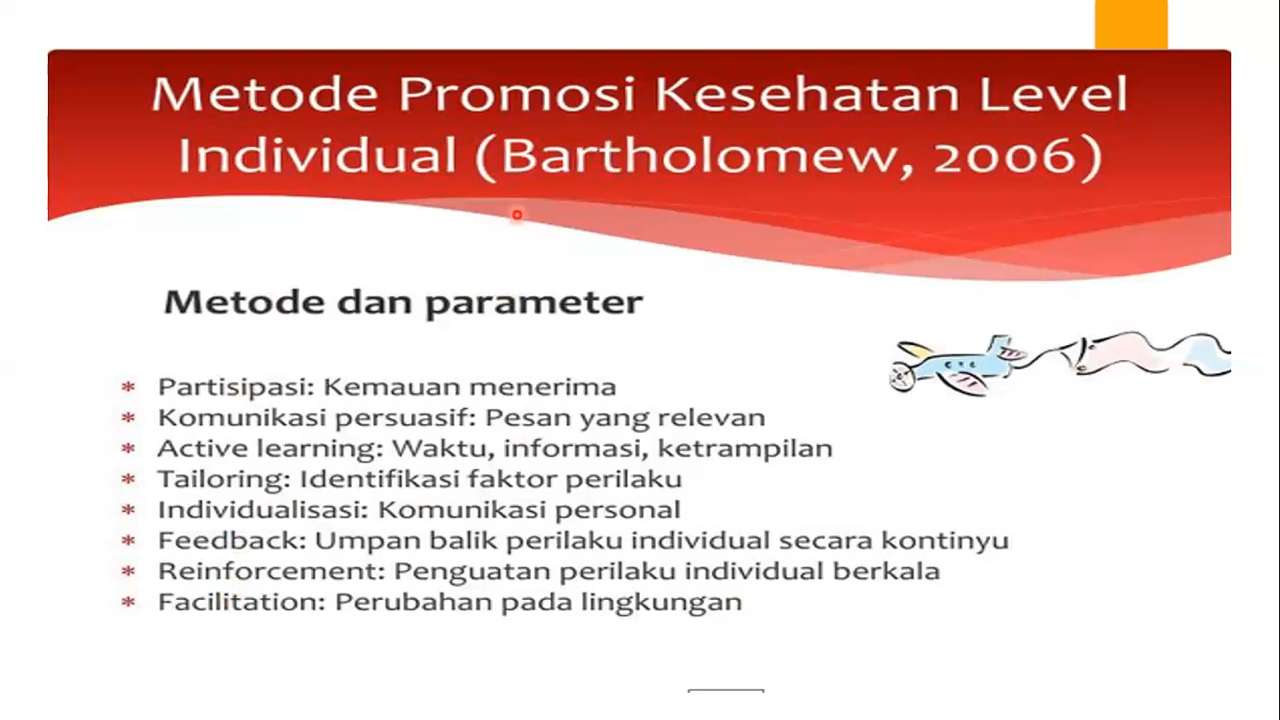 Metode Promosi Kesehatan Level
Individual (Bartholomew, 2006)
Metode dan parameter
* Partisipasi: Kemauan menerima
* Komunikasi persuasif: Pesan yang relevan
* Active learning: Waktu, informasi, ketrampilan
* Tailoring: Identifikasi faktor perilaku
* Individualisasi: Komunikasi personal
* Feedback: Umpan balik perilaku individual secara kontinyu
* Reinforcement: Penguatan perilaku individual berkala
* Facilitation: Perubahan pada lingkungan